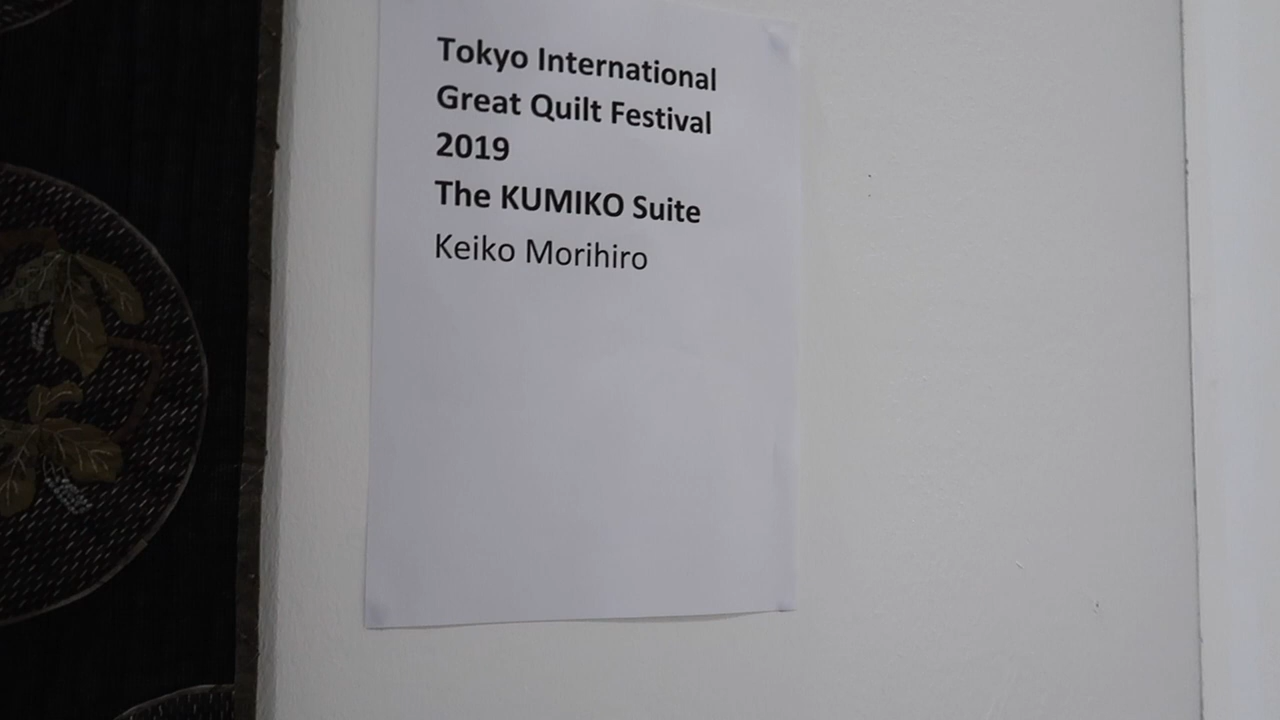 Tokyo International
Great Quilt Festival
2019
The KUMIKO Suite
Keiko Morihiro